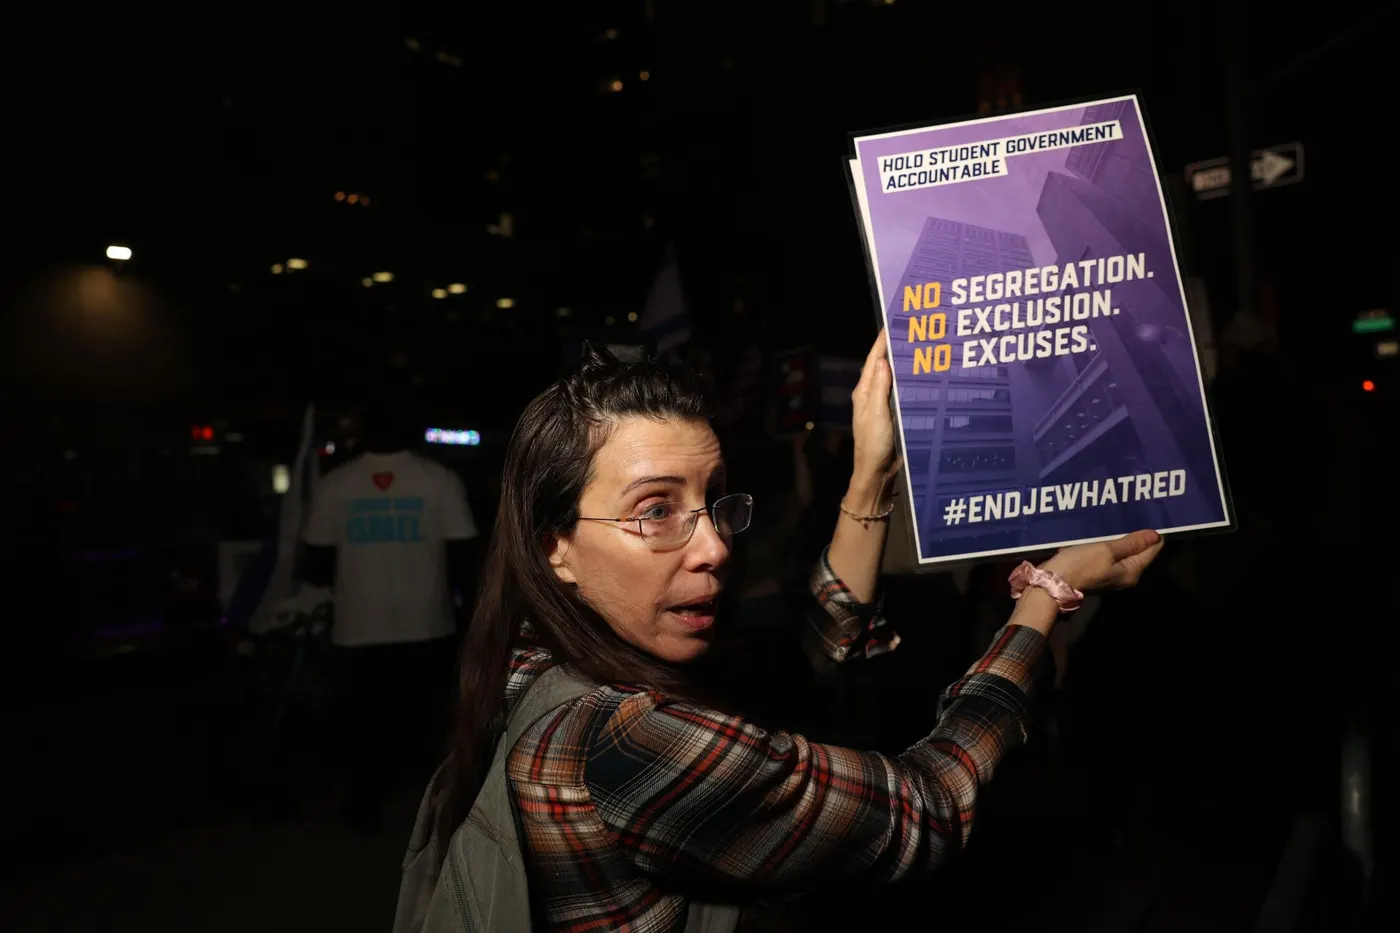 HOLD STUDENT GOVERNMENT
ACCOUNTABLE
NO SEGREGATION.
NO EXCLUSION.
NO EXCUSES.
#ENDJEWHATRED
ISRAEL